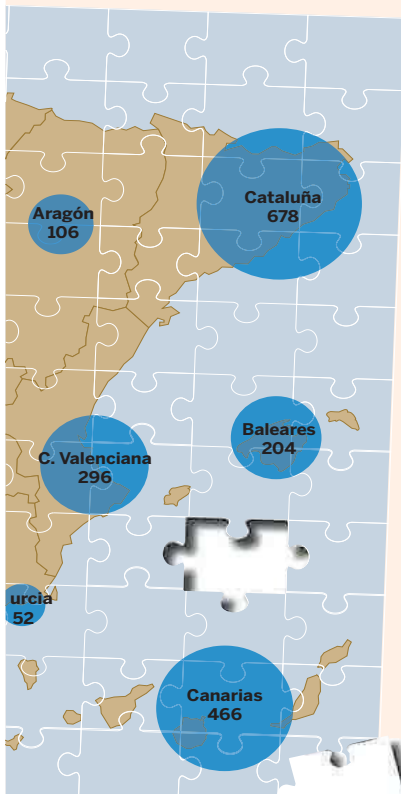 Cataluña
678
Aragón
106
Baleares
204
C. Valenciana
296
urcia
52
Canarias
466